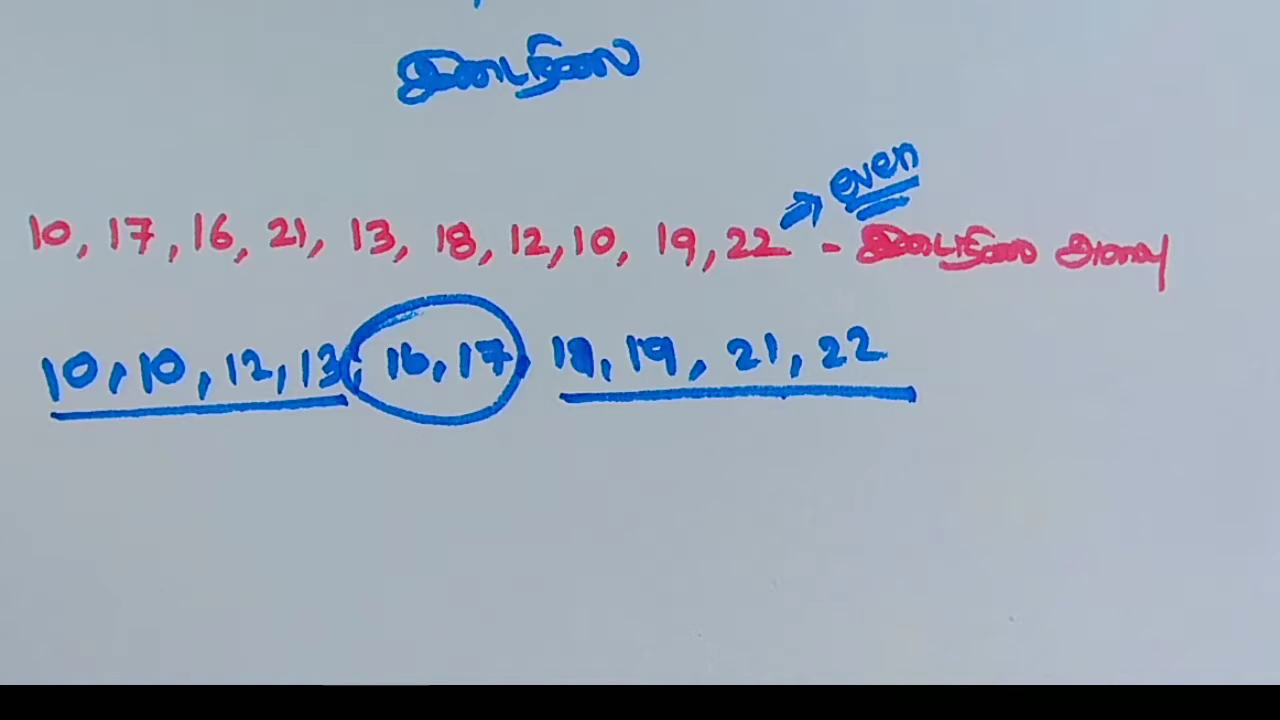 இடைநிலை
even
10, 17, 16, 21, 13, 18, 12, 10, 19, 22 - இடைநிலை அளவு
10, 10, 12, 13, 16, 17, 18, 19, 21, 22